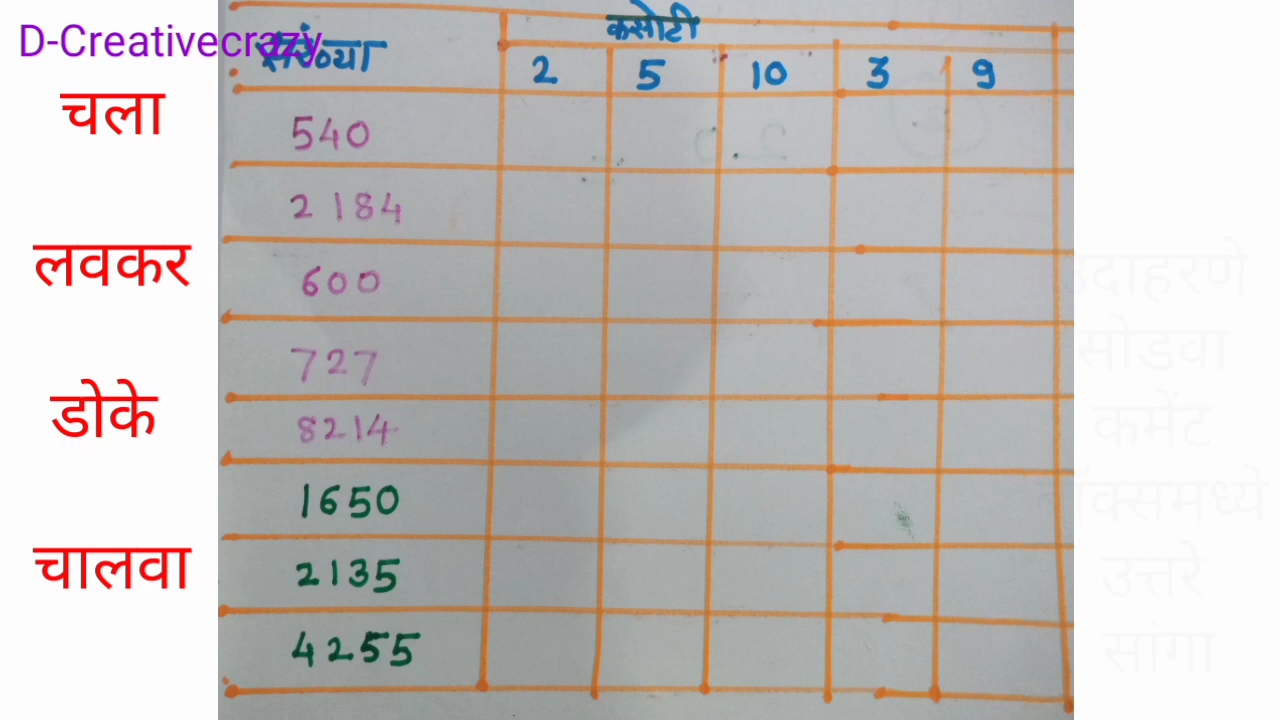 D-Creativecrazy
कसोटी
संख्या
2 5 10 3 9
540
2184
600
727
8214
1650
2135
4255
चला
लवकर
डोके
चालवा
उदाहरणे
सोडवा
कमेंट
उत्तरे
सांगा